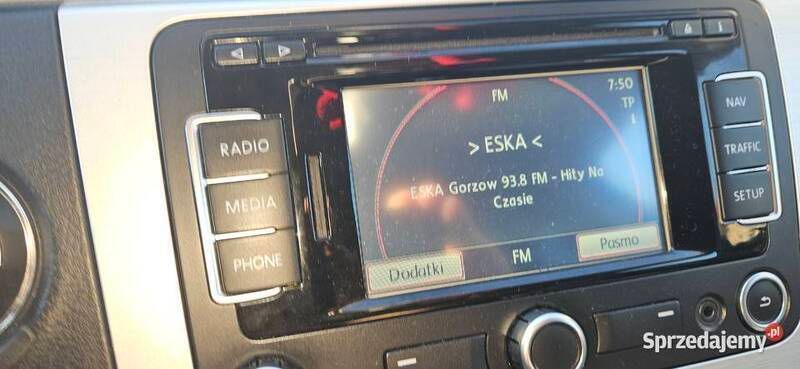 FM
7:50
TP
> ESKA <
ESKA Gorzow 93.8 FM - Hity Na
Czasie
Dodatki
FM
Pasmo
RADIO
MEDIA
PHONE
NAV
TRAFFIC
SETUP
Sprzedajemy.pl